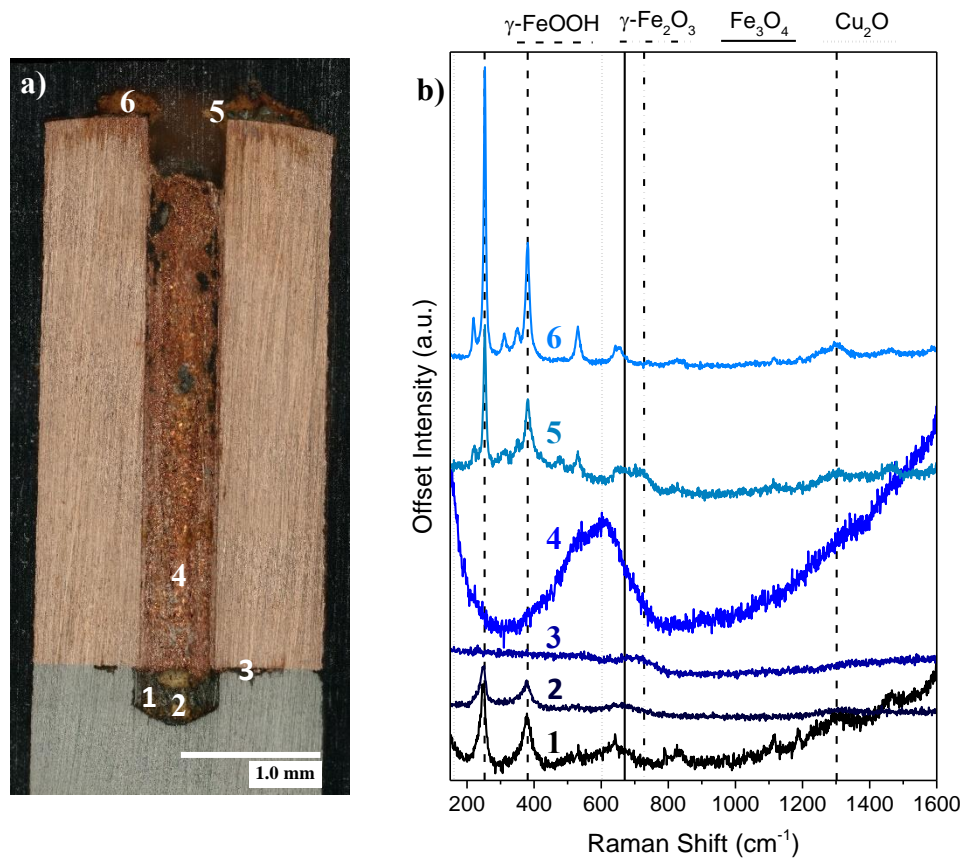 γ-FeOOH γ-Fe₂O₃ Fe₃O₄ Cu₂O
a)
6
5
4
3
1
2
1.0 mm
b)
6
5
4
3
2
1
Offset Intensity (a.u.)
200 400 600 800 1000 1200 1400 1600
Raman Shift (cm⁻¹)